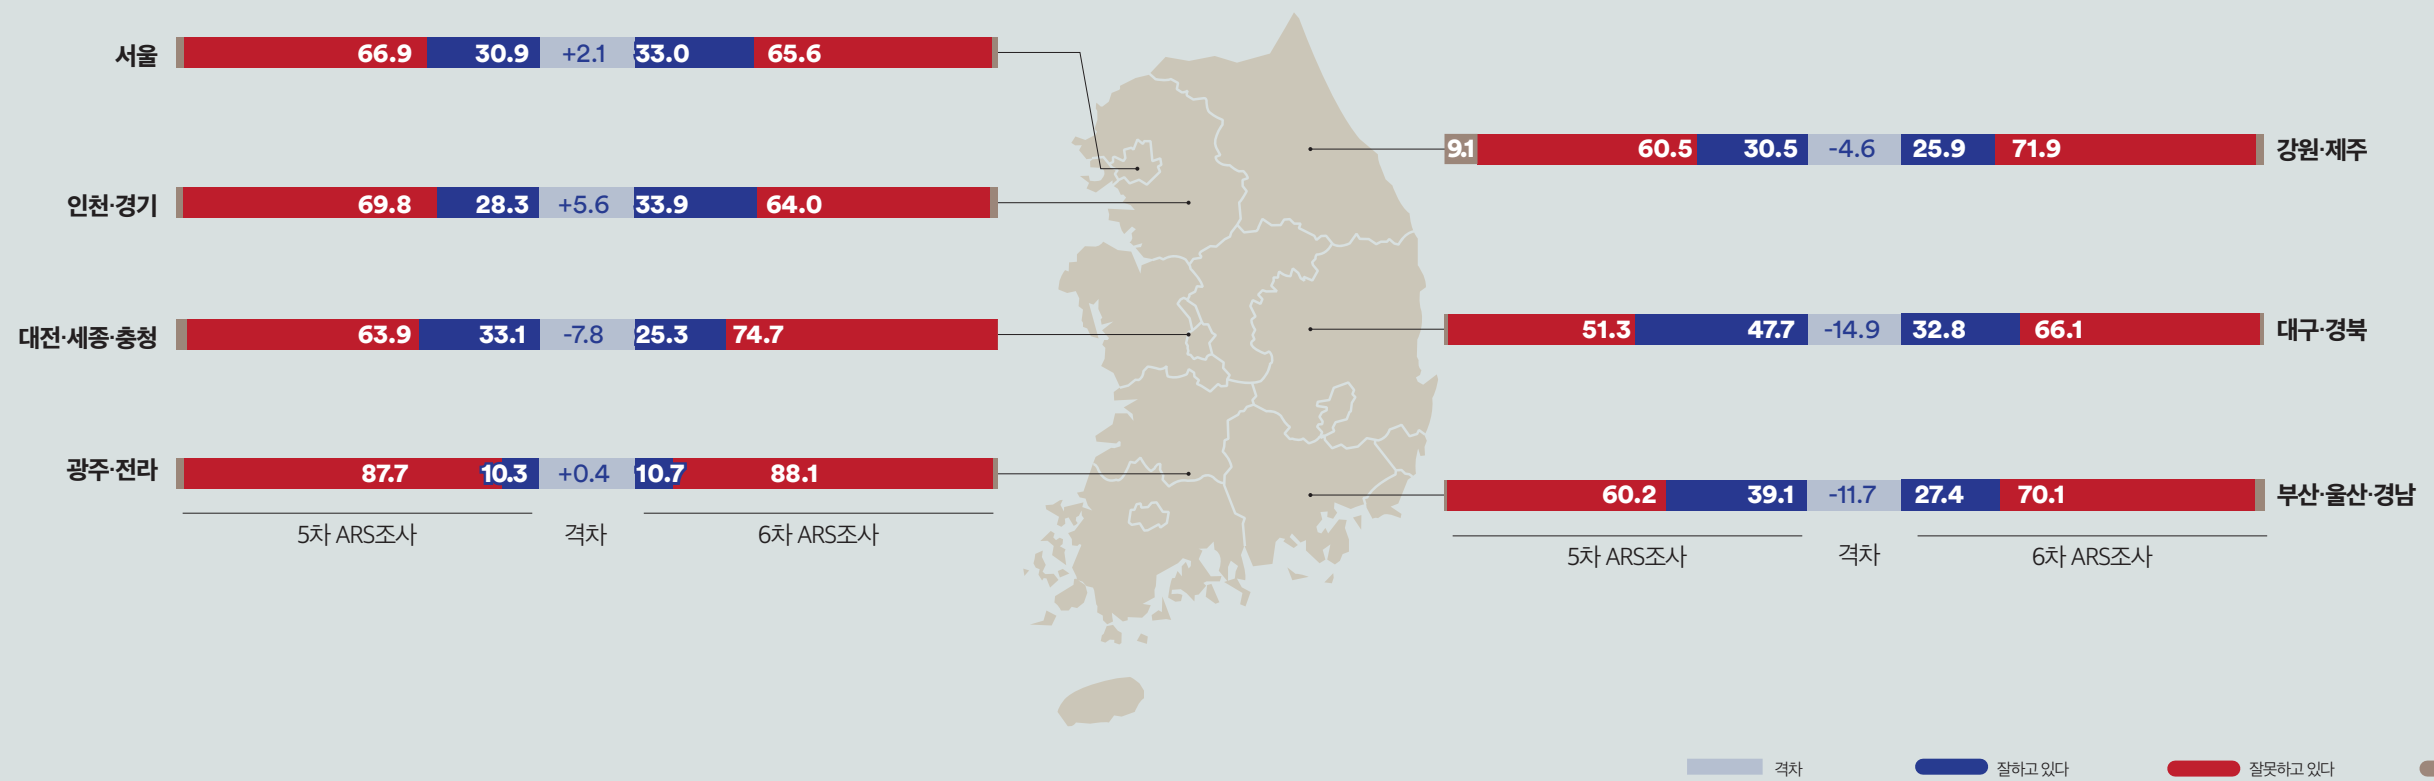 서울 66.9 30.9 +2.1 33.0 65.6
인천·경기 69.8 28.3 +5.6 33.9 64.0
대전·세종·충청 63.9 33.1 -7.8 25.3 74.7
광주·전라 87.7 10.3 +0.4 10.7 88.1
5차 ARS조사 격차 6차 ARS조사
9.1 60.5 30.5 -4.6 25.9 71.9 강원·제주
51.3 47.7 -14.9 32.8 66.1 대구·경북
60.2 39.1 -11.7 27.4 70.1 부산·울산·경남
5차 ARS조사 격차 6차 ARS조사
격차 잘하고 있다 잘못하고 있다